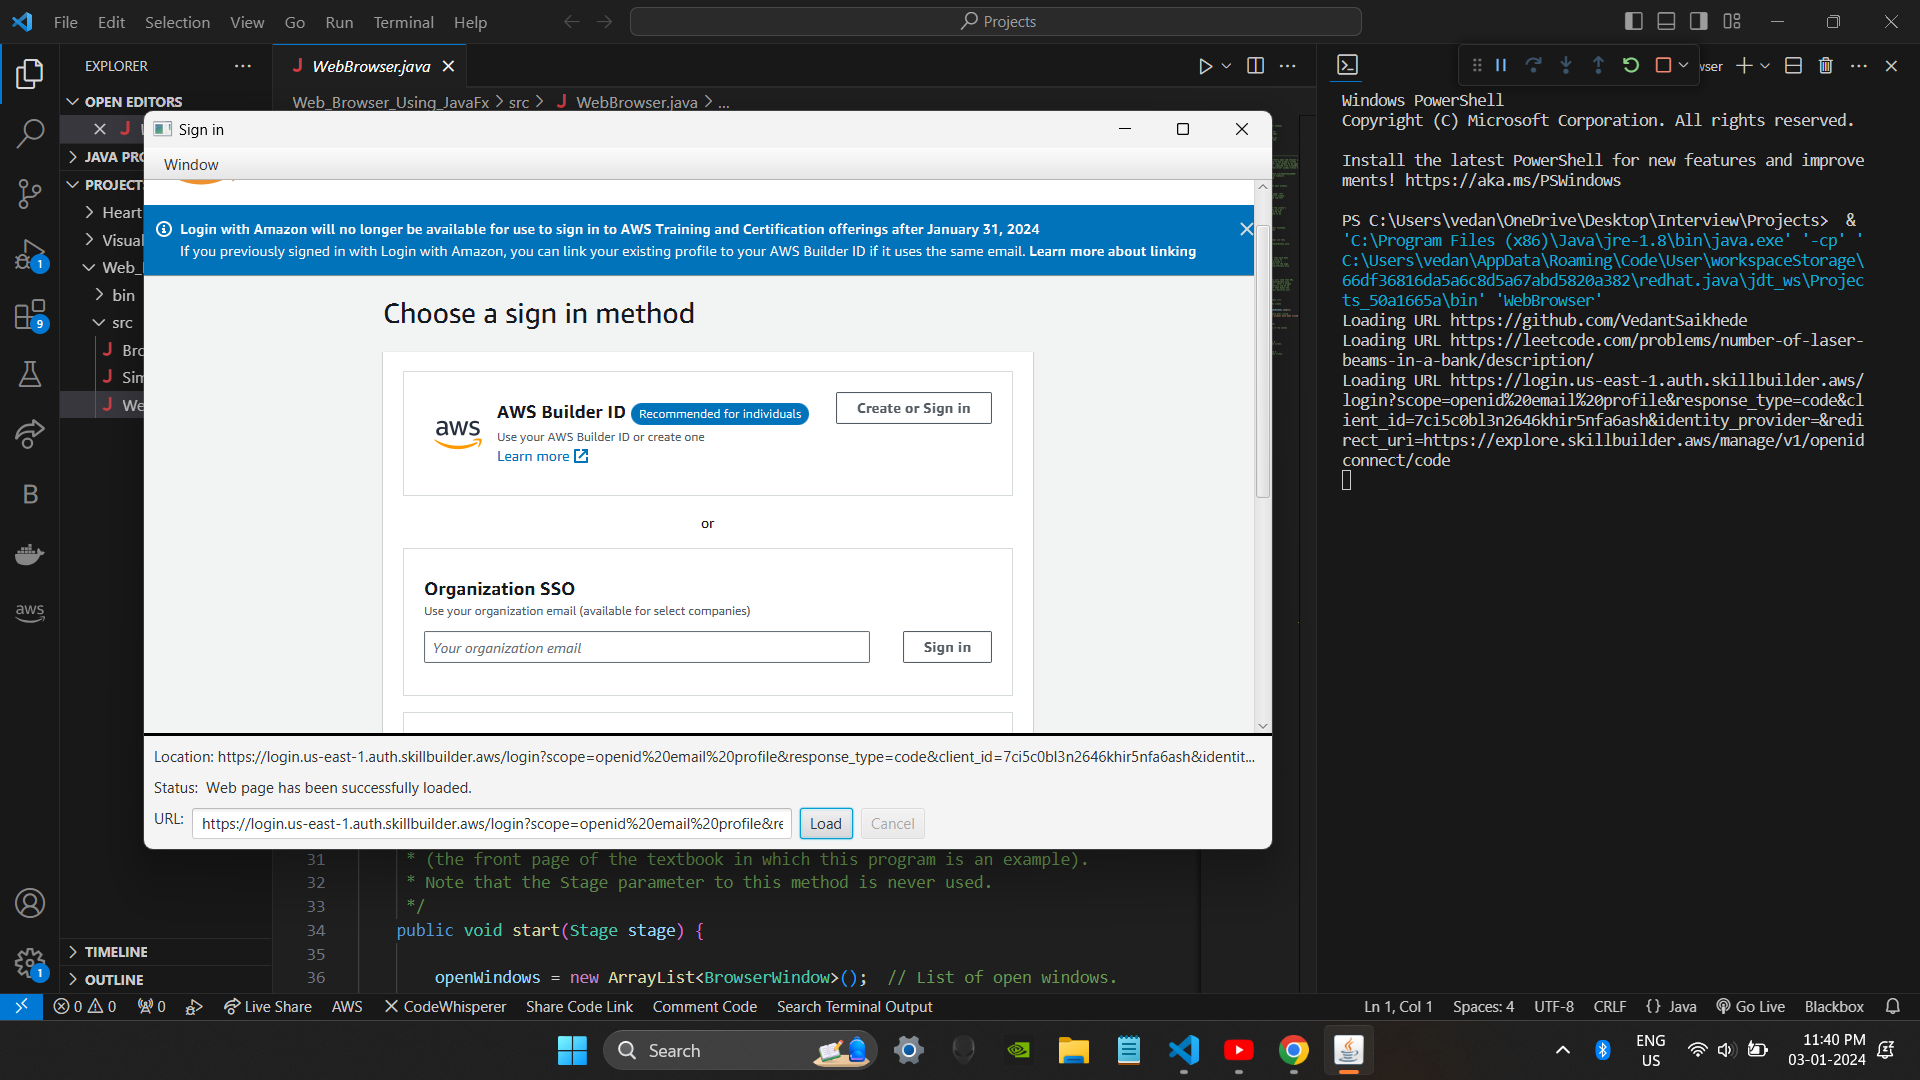 File Edit Selection View Go Run Terminal Help
Projects
EXPLORER
OPEN EDITORS
JAVA PRO
PROJECT
Heart
Visual
Web_
bin
src
Bro
Sim
We
TIMELINE
OUTLINE
1
9
B
aws
1
WebBrowser.java
Web_Browser_Using_JavaFx > src > WebBrowser.java > ...
Sign in
Window
Login with Amazon will no longer be available for use to sign in to AWS Training and Certification offerings after January 31, 2024
If you previously signed in with Login with Amazon, you can link your existing profile to your AWS Builder ID if it uses the same email. Learn more about linking
Choose a sign in method
aws
AWS Builder ID Recommended for individuals
Use your AWS Builder ID or create one
Learn more
Create or Sign in
or
Organization SSO
Use your organization email (available for select companies)
Your organization email
Sign in
Location: https://login.us-east-1.auth.skillbuilder.aws/login?scope=openid%20email%20profile&response_type=code&client_id=7ci5c0bl3n2646khir5nfa6ash&identit...
Status: Web page has been successfully loaded.
URL: https://login.us-east-1.auth.skillbuilder.aws/login?scope=openid%20email%20profile&re
Load Cancel
31 * (the front page of the textbook in which this program is an example).
32 * Note that the Stage parameter to this method is never used.
33 */
34 public void start(Stage stage) {
35
36 openWindows = new ArrayList<BrowserWindow>(); // List of open windows.
wser
Windows PowerShell
Copyright (C) Microsoft Corporation. All rights reserved.
Install the latest PowerShell for new features and improve
ments! https://aka.ms/PSWindows
PS C:\Users\vedan\OneDrive\Desktop\Interview\Projects> &
'C:\Program Files (x86)\Java\jre-1.8\bin\java.exe' '-cp' '
C:\Users\vedan\AppData\Roaming\Code\User\workspaceStorage\
66df36816da5a6c8d5a67abd5820a382\redhat.java\jdt_ws\Projec
ts_50a1665a\bin' 'WebBrowser'
Loading URL https://github.com/VedantSaikhede
Loading URL https://leetcode.com/problems/number-of-laser-
beams-in-a-bank/description/
Loading URL https://login.us-east-1.auth.skillbuilder.aws/
login?scope=openid%20email%20profile&response_type=code&cl
ient_id=7ci5c0bl3n2646khir5nfa6ash&identity_provider=&redi
rect_uri=https://explore.skillbuilder.aws/manage/v1/openid
connect/code
0 0 0 Live Share AWS CodeWhisperer Share Code Link Comment Code Search Terminal Output
Ln 1, Col 1 Spaces: 4 UTF-8 CRLF {} Java Go Live Blackbox
Search
ENG
US
11:40 PM
03-01-2024